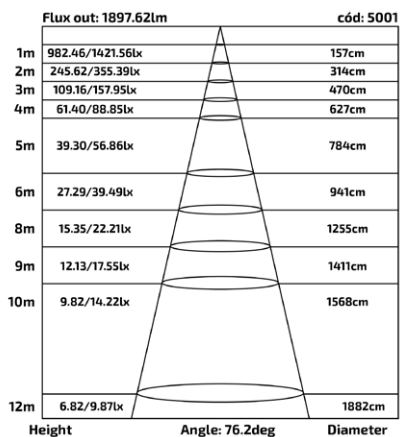 Flux out: 1897.62lm cód: 5001
1m 982.46/1421.56lx 157cm
2m 245.62/355.39lx 314cm
3m 109.16/157.95lx 470cm
4m 61.40/88.85lx 627cm
5m 39.30/56.86lx 784cm
6m 27.29/39.49lx 941cm
8m 15.35/22.21lx 1255cm
9m 12.13/17.55lx 1411cm
10m 9.82/14.22lx 1568cm
12m 6.82/9.87lx 1882cm
Height Angle: 76.2deg Diameter